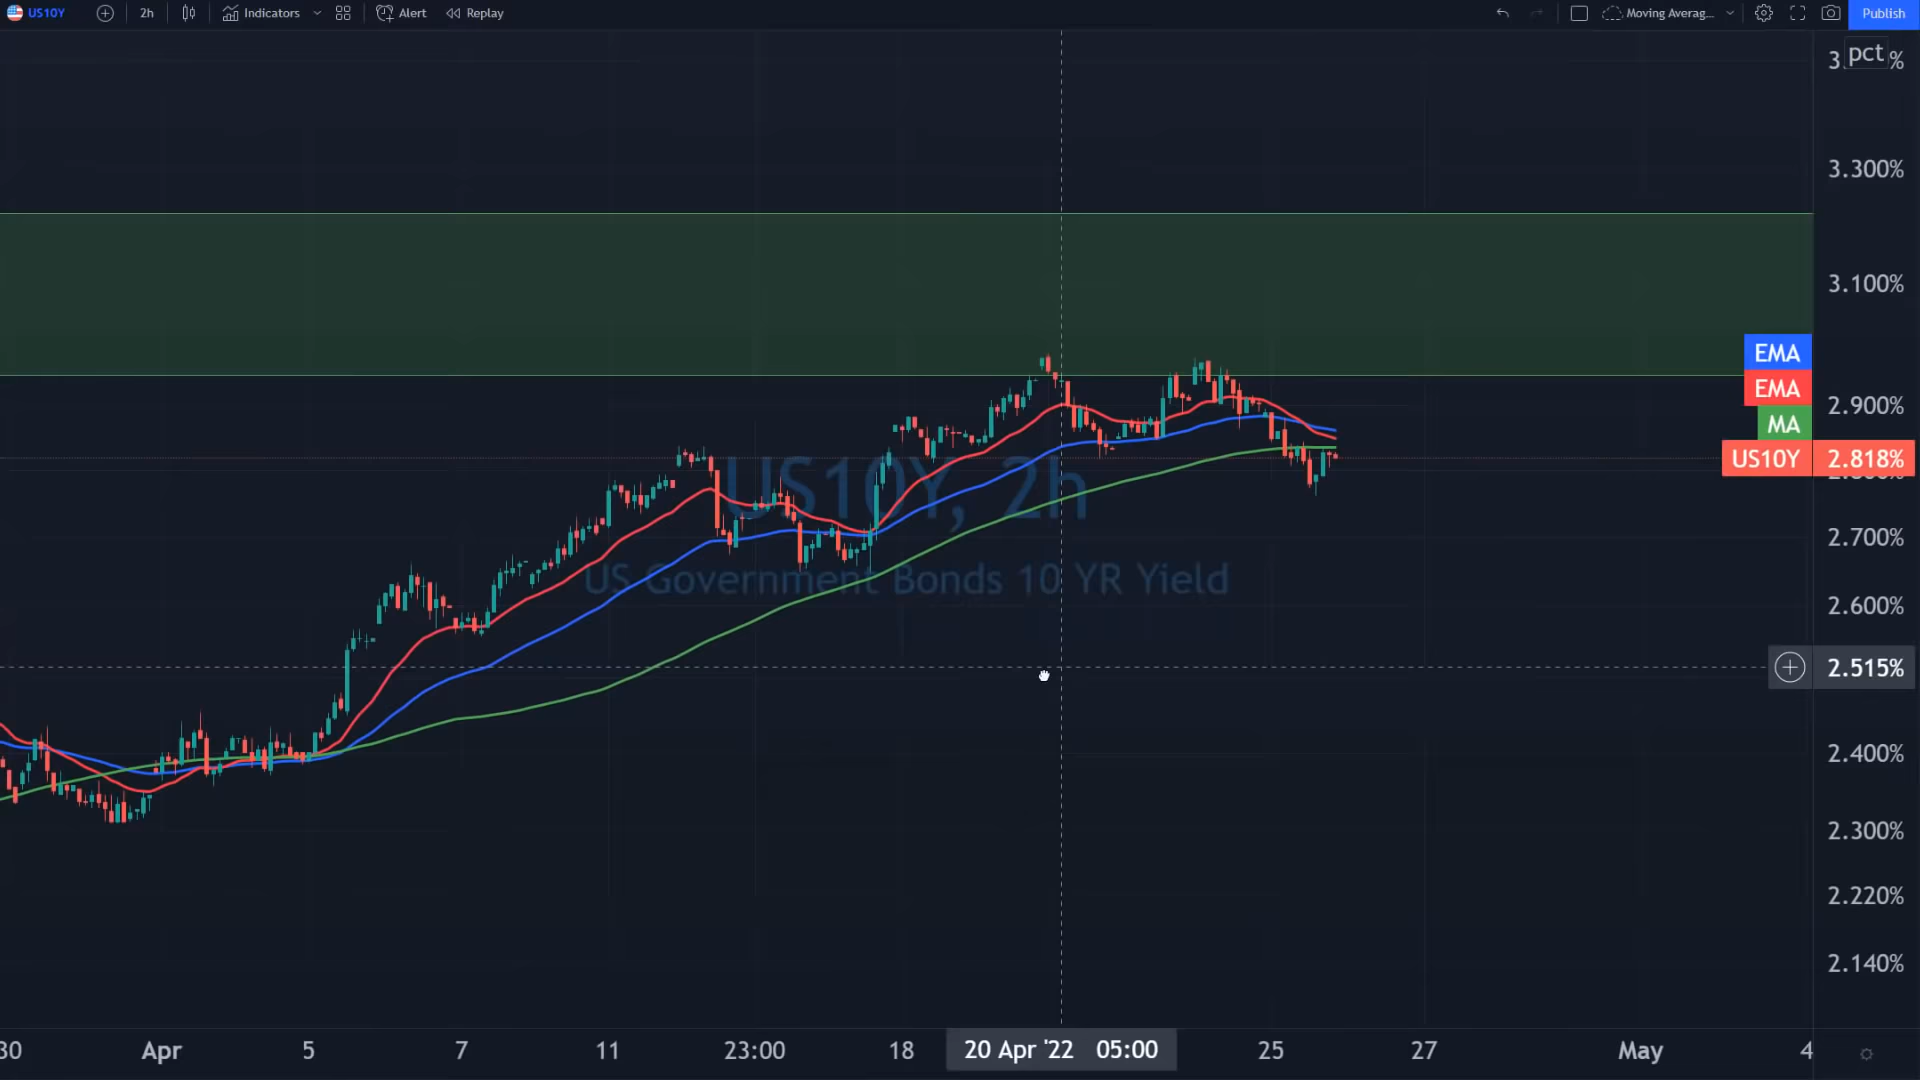 US10Y 2h Indicators Alert Replay Moving Averag... Publish
3. pct %
3.300%
3.100%
EMA
EMA
2.900%
MA
US10Y 2.818%
US10Y, 2h
2.700%
US Government Bonds 10 YR Yield
2.600%
2.515%
2.400%
2.300%
2.220%
2.140%
30 Apr 5 7 11 23:00 18 20 Apr '22 05:00 25 27 May 4